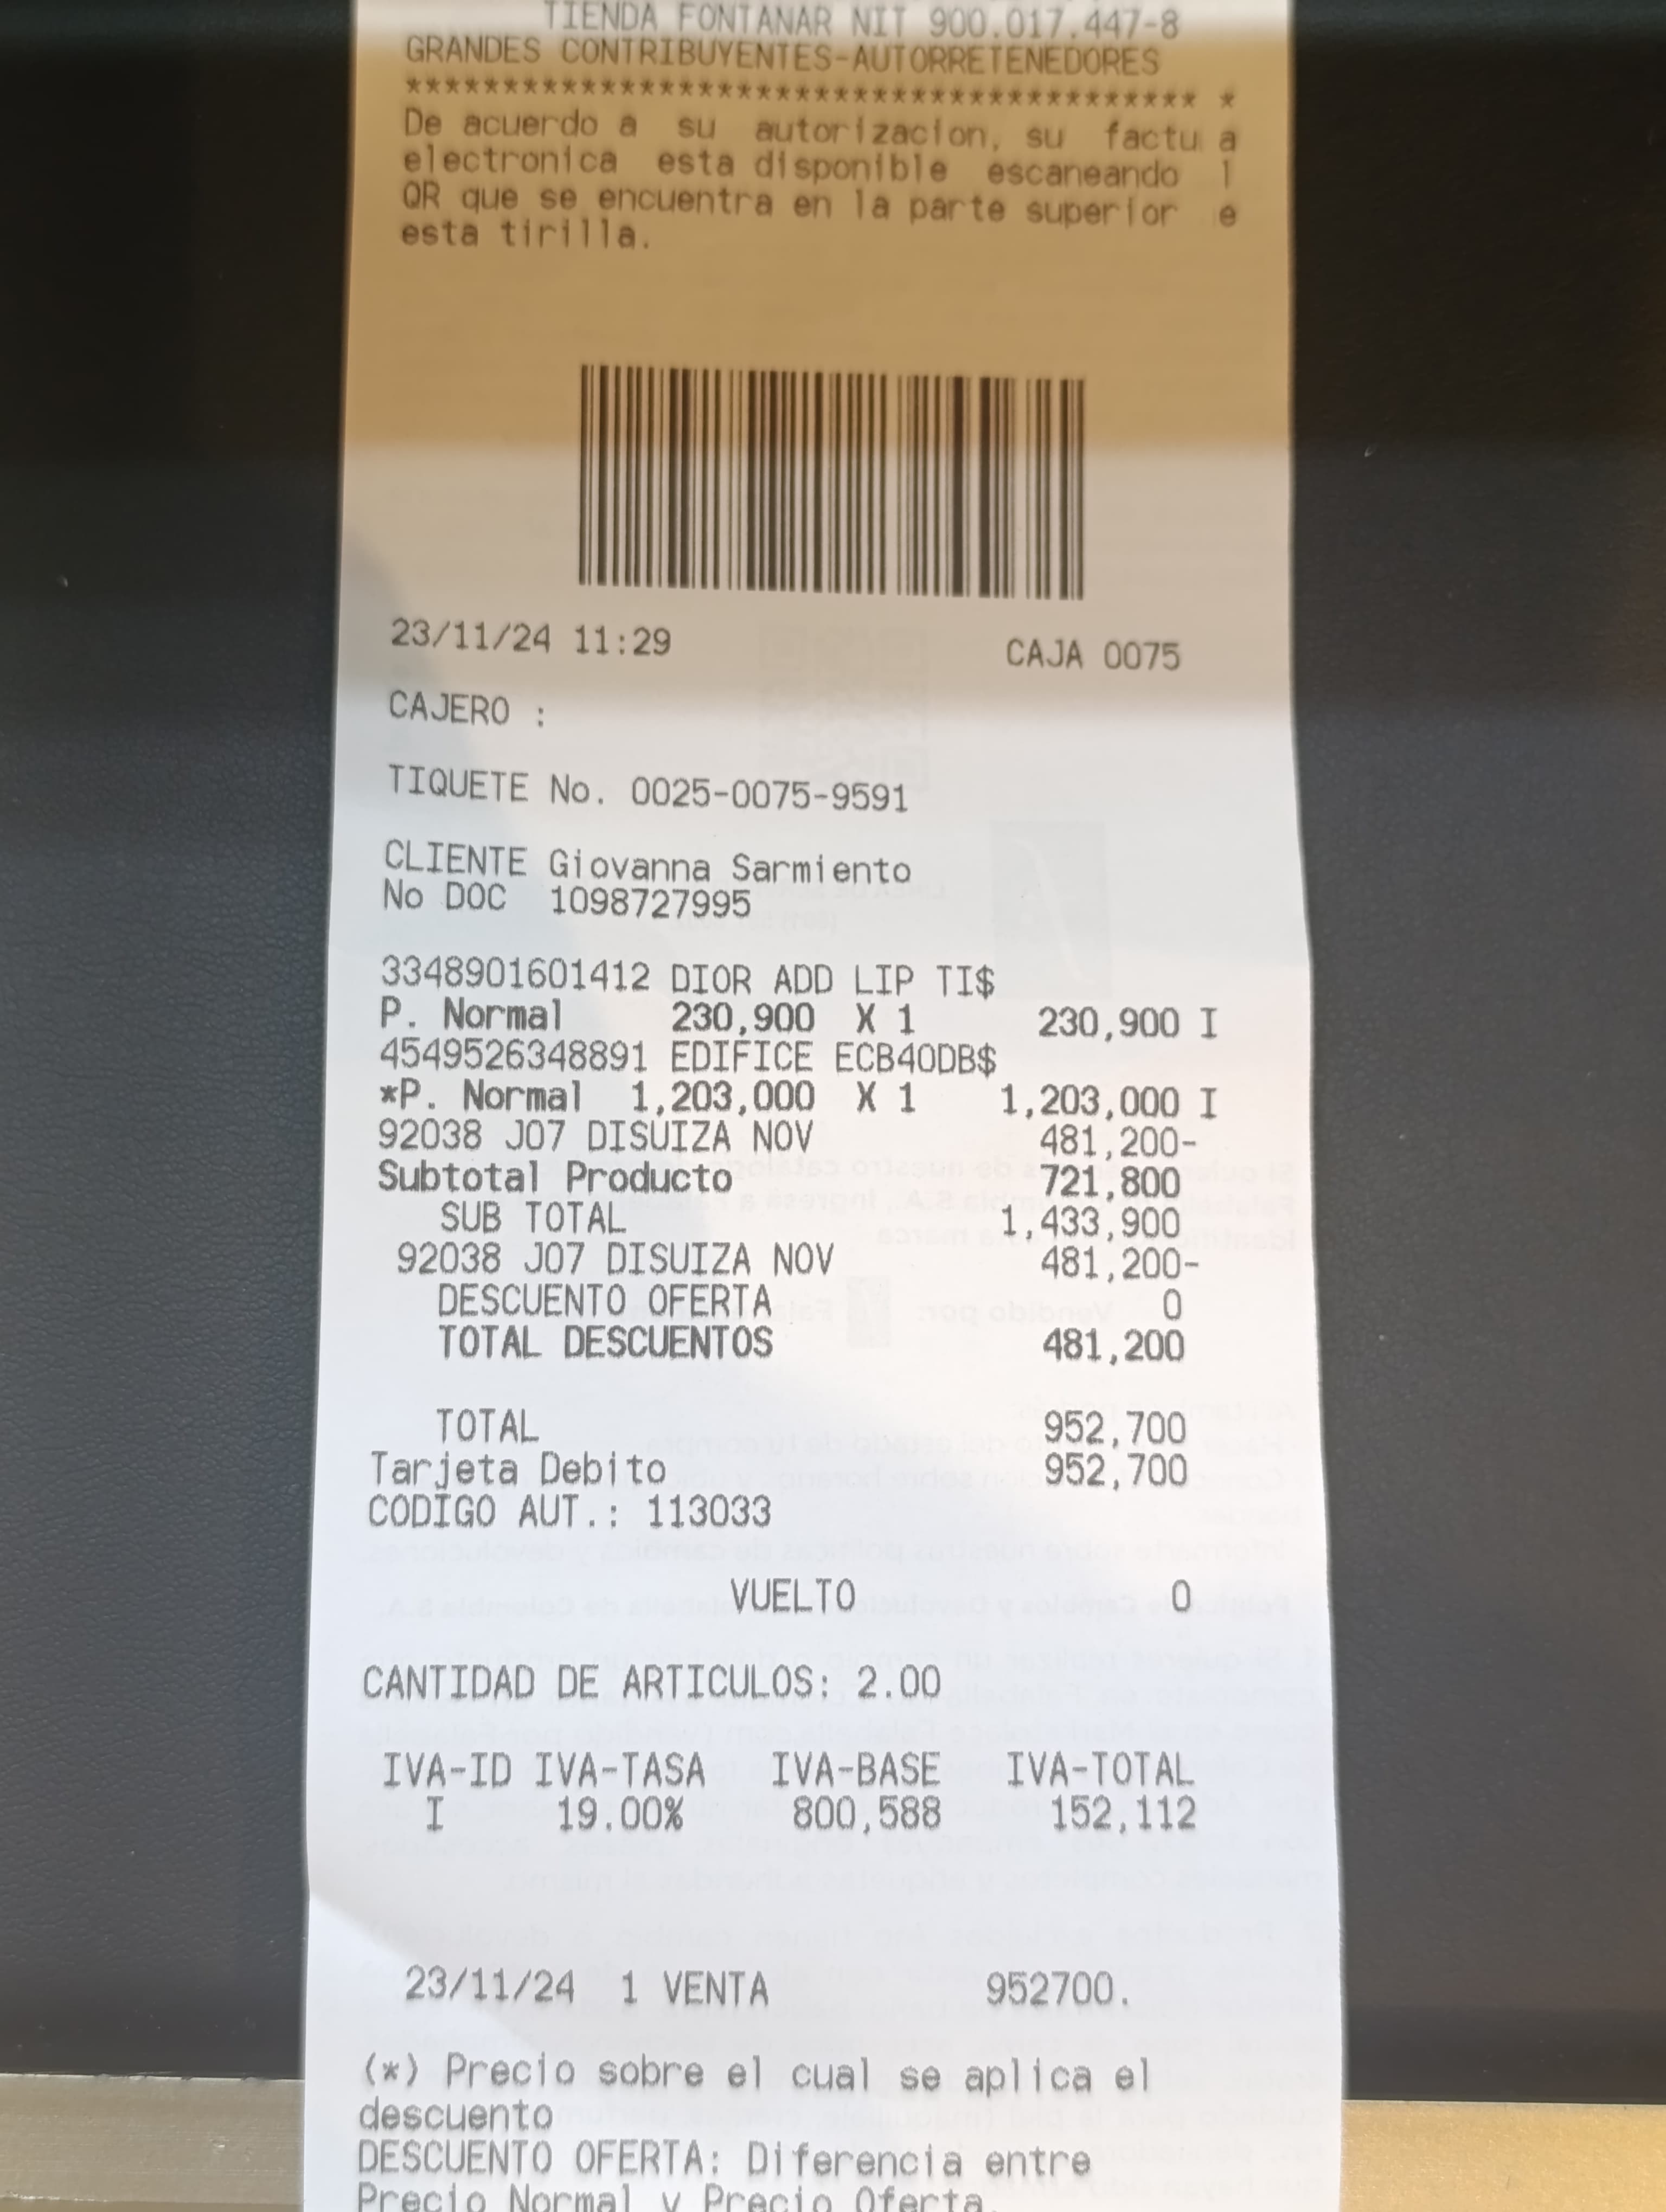 TIENDA FONTANAR NIT 900.017.447-8
GRANDES CONTRIBUYENTES-AUTORRETENEDORES
*************************************** *
De acuerdo a su autorizacion, su factu a
electronica esta disponible escaneando l
QR que se encuentra en la parte superior e
esta tirilla.
23/11/24 11:29 CAJA 0075
CAJERO :
TIQUETE No. 0025-0075-9591
CLIENTE Giovanna Sarmiento
No DOC 1098727995
3348901601412 DIOR ADD LIP TI$
P. Normal 230,900 X 1 230,900 I
4549526348891 EDIFICE ECB40DB$
*P. Normal 1,203,000 X 1 1,203,000 I
92038 J07 DISUIZA NOV 481,200-
Subtotal Producto 721,800
SUB TOTAL 1,433,900
92038 J07 DISUIZA NOV 481,200-
DESCUENTO OFERTA 0
TOTAL DESCUENTOS 481,200
TOTAL 952,700
Tarjeta Debito 952,700
CODIGO AUT.: 113033
VUELTO 0
CANTIDAD DE ARTICULOS: 2.00
IVA-ID IVA-TASA IVA-BASE IVA-TOTAL
I 19.00% 800,588 152,112
23/11/24 1 VENTA 952700.
(*) Precio sobre el cual se aplica el
descuento
DESCUENTO OFERTA: Diferencia entre
Precio Normal y Precio Oferta.